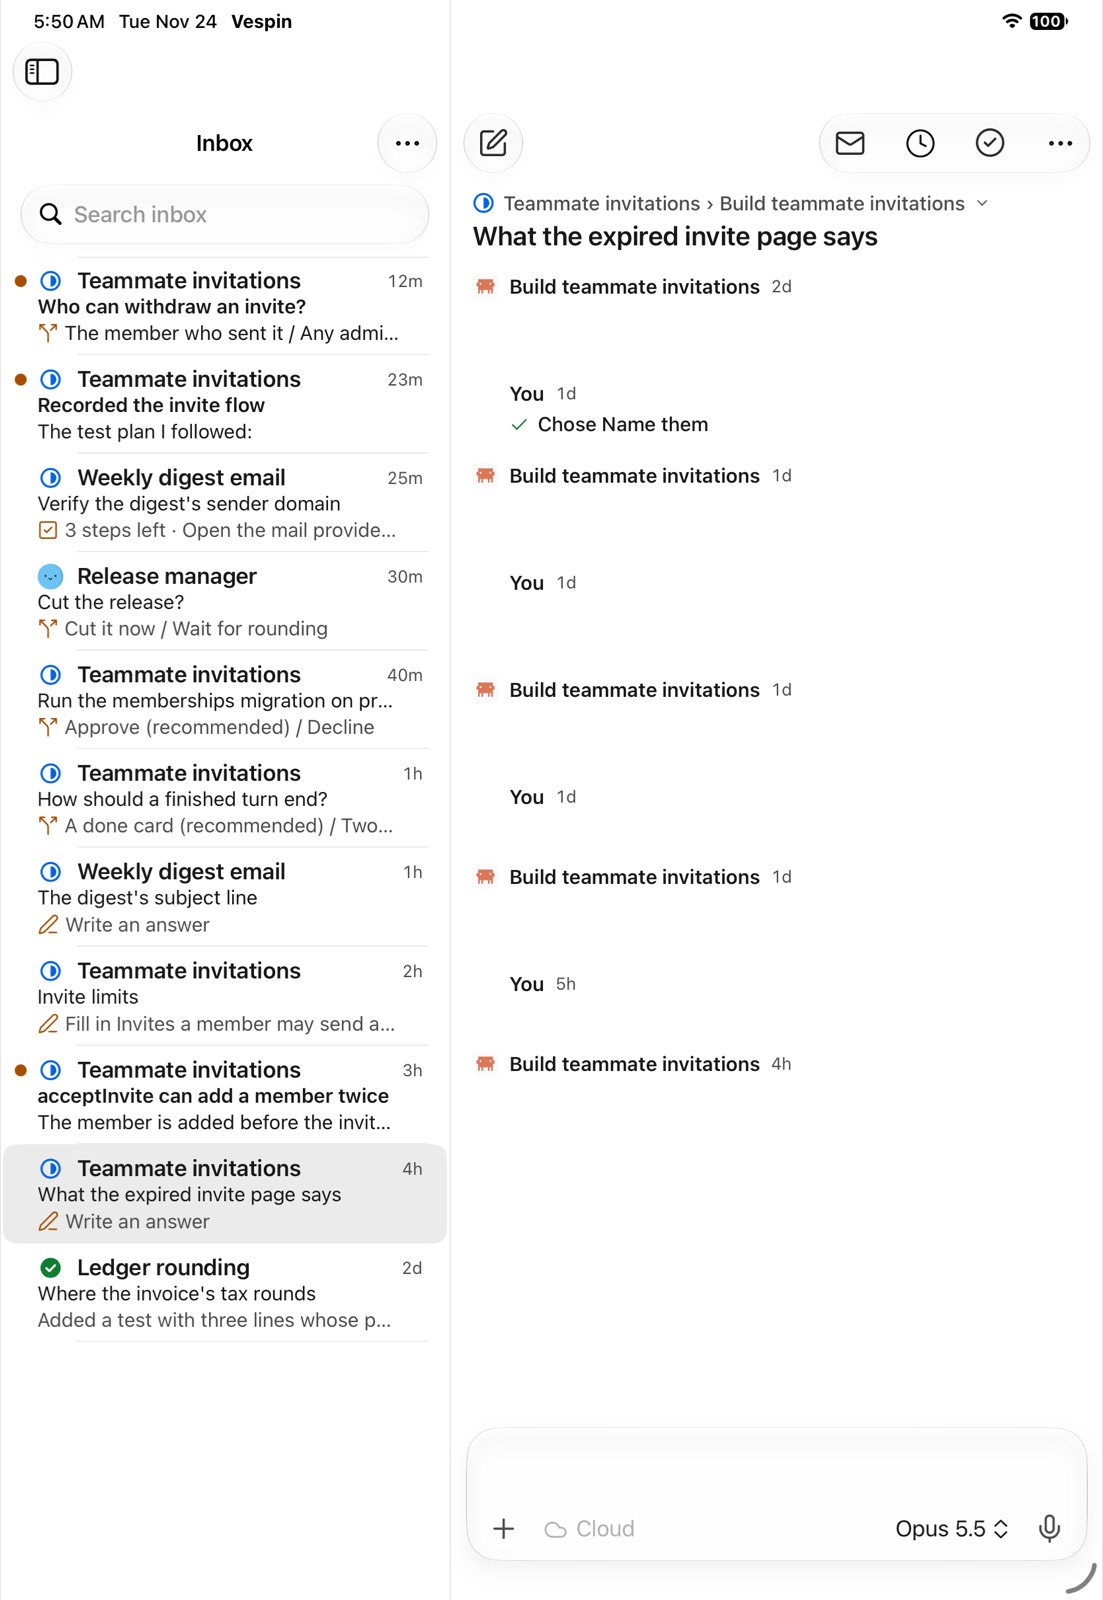 5:50 AM Tue Nov 24 Vespin
100
Inbox
Search inbox
Teammate invitations 12m
Who can withdraw an invite?
The member who sent it / Any admi...
Teammate invitations 23m
Recorded the invite flow
The test plan I followed:
Weekly digest email 25m
Verify the digest's sender domain
3 steps left · Open the mail provide...
Release manager 30m
Cut the release?
Cut it now / Wait for rounding
Teammate invitations 40m
Run the memberships migration on pr...
Approve (recommended) / Decline
Teammate invitations 1h
How should a finished turn end?
A done card (recommended) / Two...
Weekly digest email 1h
The digest's subject line
Write an answer
Teammate invitations 2h
Invite limits
Fill in Invites a member may send a...
Teammate invitations 3h
acceptInvite can add a member twice
The member is added before the invit...
Teammate invitations 4h
What the expired invite page says
Write an answer
Ledger rounding 2d
Where the invoice's tax rounds
Added a test with three lines whose p...
Teammate invitations › Build teammate invitations
What the expired invite page says
Build teammate invitations 2d
You 1d
Chose Name them
Build teammate invitations 1d
You 1d
Build teammate invitations 1d
You 1d
Build teammate invitations 1d
You 5h
Build teammate invitations 4h
Cloud
Opus 5.5